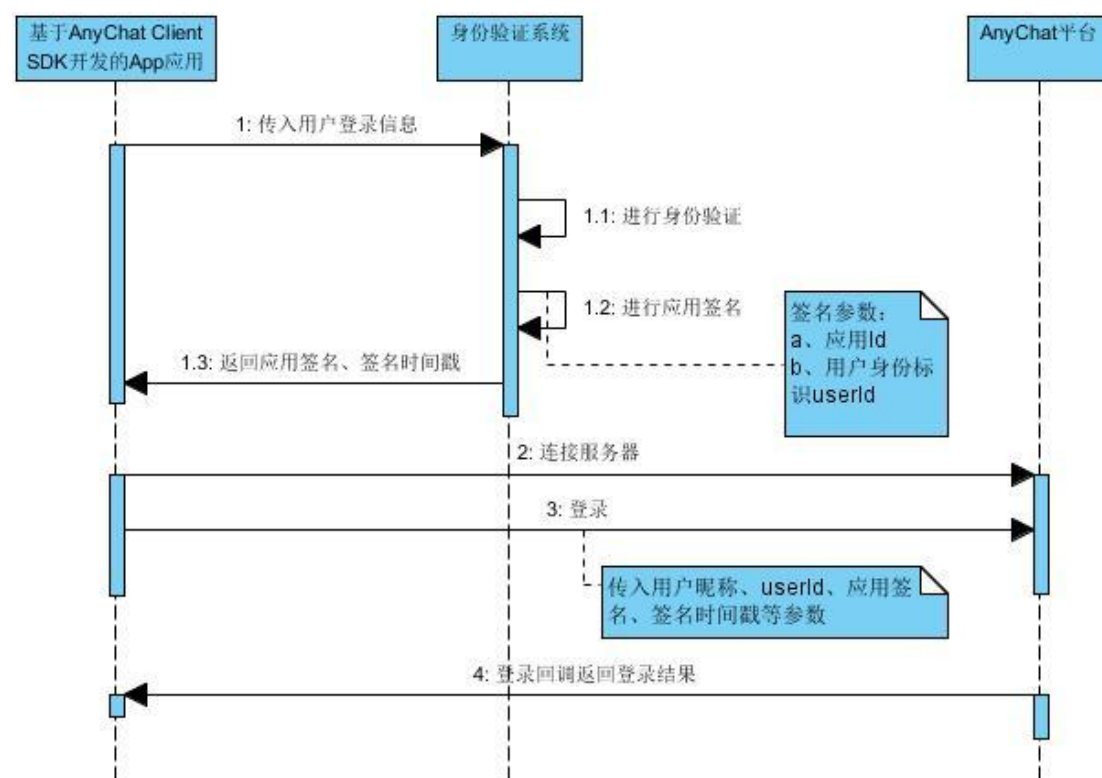 基于AnyChat Client
SDK开发的App应用
身份验证系统
AnyChat平台
1: 传入用户登录信息
1.1: 进行身份验证
1.2: 进行应用签名
签名参数：
a、应用Id
b、用户身份标
识userId
1.3: 返回应用签名、签名时间戳
2: 连接服务器
3: 登录
传入用户昵称、userId、应用签
名、签名时间戳等参数
4: 登录回调返回登录结果